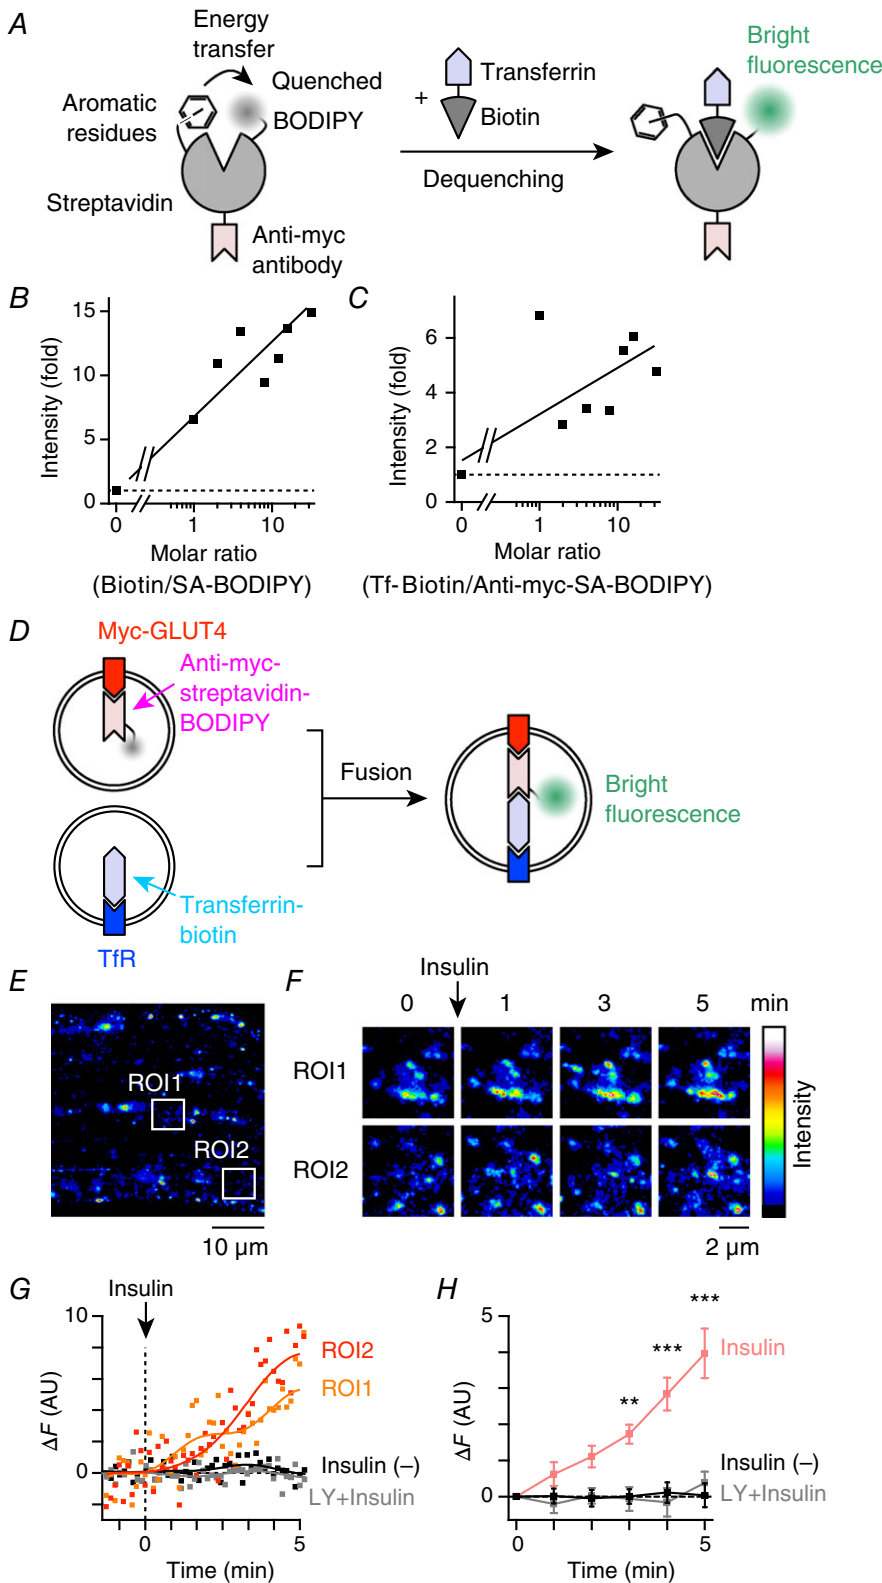 A
Energy
transfer
Quenched
BODIPY
Aromatic
residues
Streptavidin
Anti-myc
antibody
+
Transferrin
Biotin
Dequenching
Bright
fluorescence
B
Intensity (fold)
15
10
5
0
0 1 10
Molar ratio
(Biotin/SA-BODIPY)
C
Intensity (fold)
6
4
2
0
0 1 10
Molar ratio
(Tf-Biotin/Anti-myc-SA-BODIPY)
D
Myc-GLUT4
Anti-myc-
streptavidin-
BODIPY
Transferrin-
biotin
TfR
Fusion
Bright
fluorescence
E
ROI1
ROI2
10 μm
F
Insulin
0 1 3 5 min
ROI1
ROI2
Intensity
2 μm
G
Insulin
10
0
ΔF (AU)
ROI2
ROI1
Insulin (–)
LY+Insulin
0 5
Time (min)
H
5
0
ΔF (AU)
**
***
***
Insulin
Insulin (–)
LY+Insulin
0 5
Time (min)